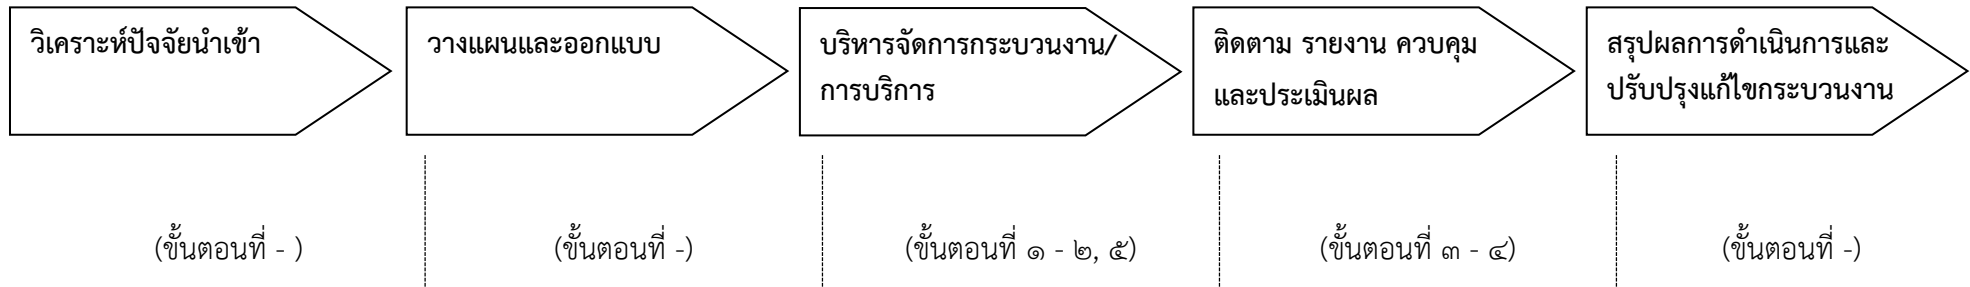 วิเคราะห์ปัจจัยนำเข้า
วางแผนและออกแบบ
บริหารจัดการกระบวนงาน/
การบริการ
ติดตาม รายงาน ควบคุม
และประเมินผล
สรุปผลการดำเนินการและ
ปรับปรุงแก้ไขกระบวนงาน
(ขั้นตอนที่ - )
(ขั้นตอนที่ -)
(ขั้นตอนที่ ๑ - ๒, ๕)
(ขั้นตอนที่ ๓ - ๔)
(ขั้นตอนที่ -)